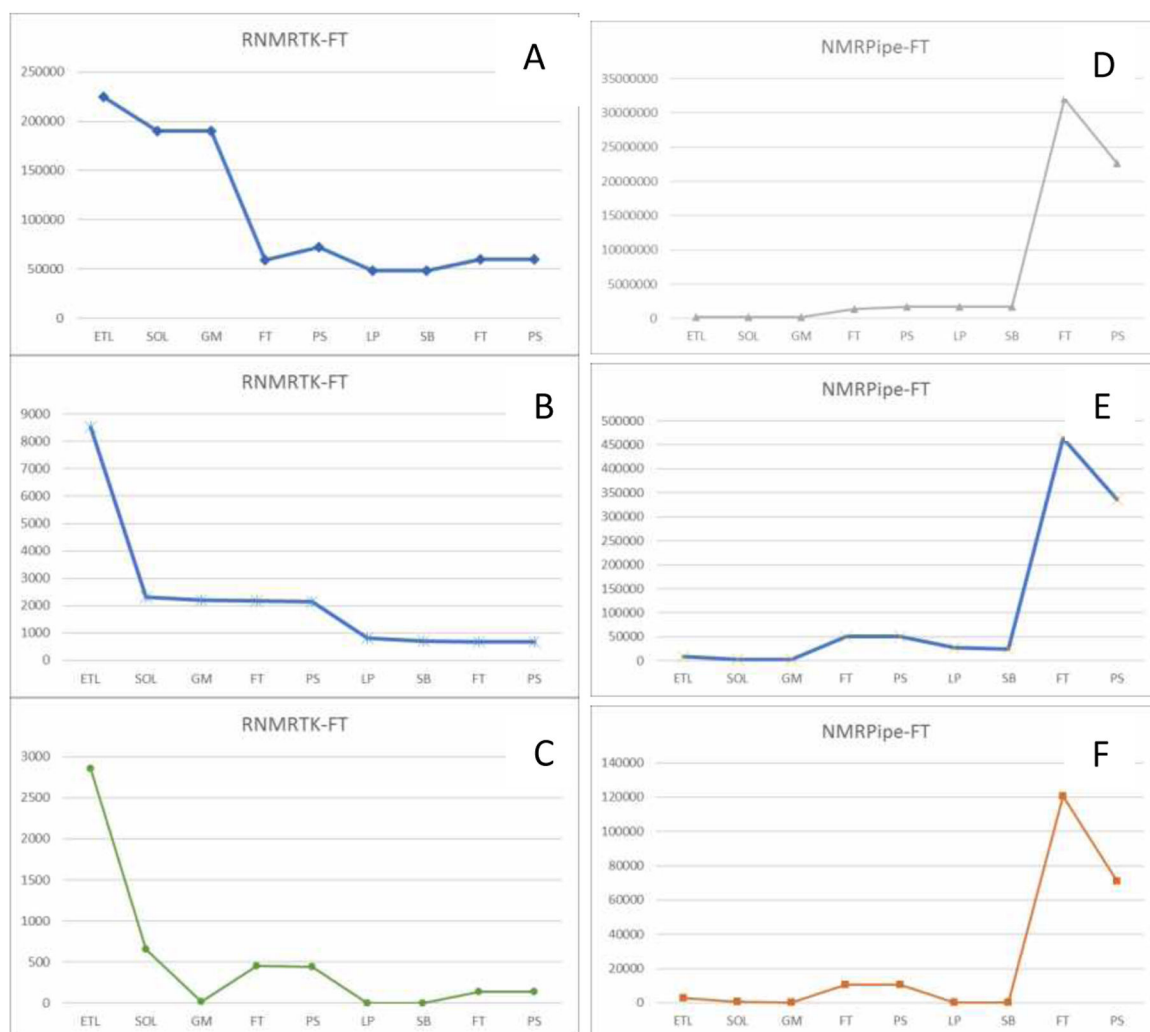 RNMRTK-FT
A
250000
200000
150000
100000
50000
0
ETL SOL GM FT PS LP SB FT PS
NMRPipe-FT
D
35000000
30000000
25000000
20000000
15000000
10000000
5000000
0
ETL SOL GM FT PS LP SB FT PS
RNMRTK-FT
B
9000
8000
7000
6000
5000
4000
3000
2000
1000
0
ETL SOL GM FT PS LP SB FT PS
NMRPipe-FT
E
500000
450000
400000
350000
300000
250000
200000
150000
100000
50000
0
ETL SOL GM FT PS LP SB FT PS
RNMRTK-FT
C
3000
2500
2000
1500
1000
500
0
ETL SOL GM FT PS LP SB FT PS
NMRPipe-FT
F
140000
120000
100000
80000
60000
40000
20000
0
ETL SOL GM FT PS LP SB FT PS